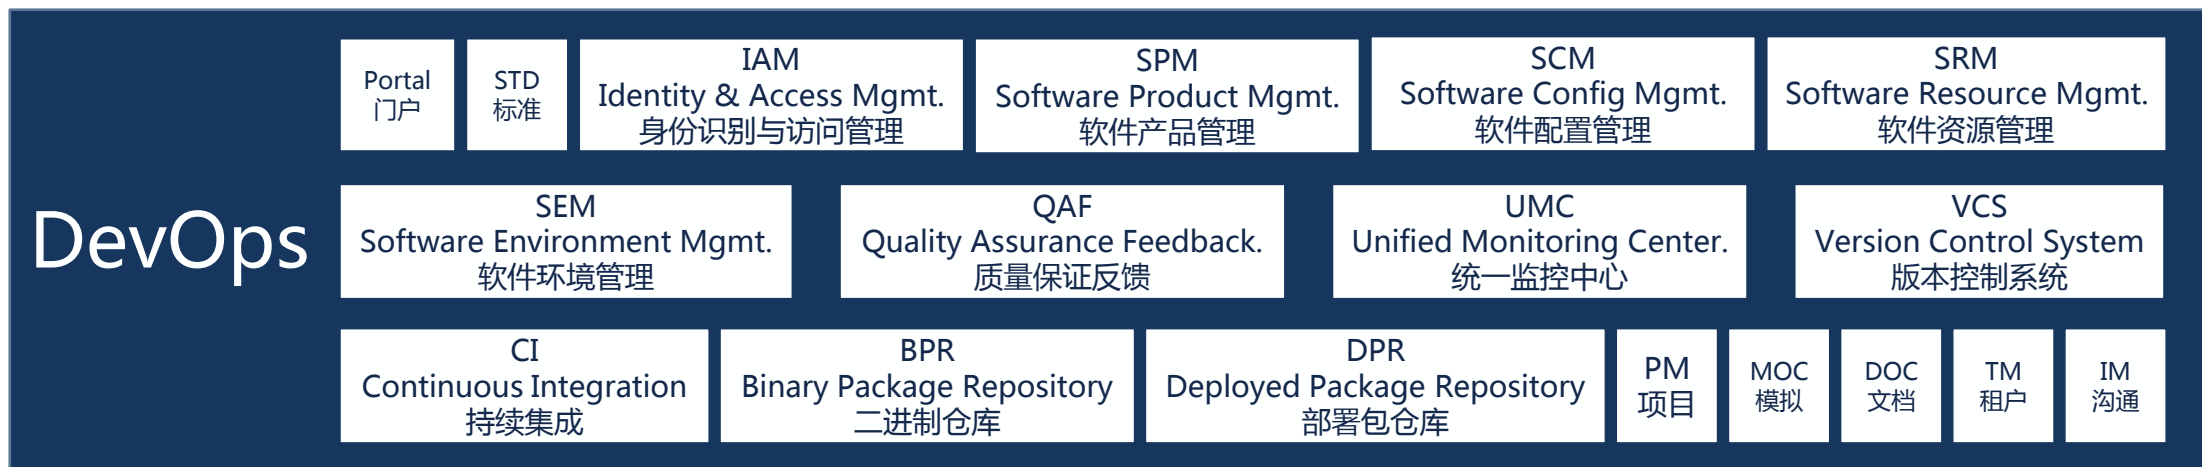 DevOps
Portal
门户
STD
标准
IAM
Identity & Access Mgmt.
身份识别与访问管理
SPM
Software Product Mgmt.
软件产品管理
SCM
Software Config Mgmt.
软件配置管理
SRM
Software Resource Mgmt.
软件资源管理
SEM
Software Environment Mgmt.
软件环境管理
QAF
Quality Assurance Feedback.
质量保证反馈
UMC
Unified Monitoring Center.
统一监控中心
VCS
Version Control System
版本控制系统
CI
Continuous Integration
持续集成
BPR
Binary Package Repository
二进制仓库
DPR
Deployed Package Repository
部署包仓库
PM
项目
MOC
模拟
DOC
文档
TM
租户
IM
沟通